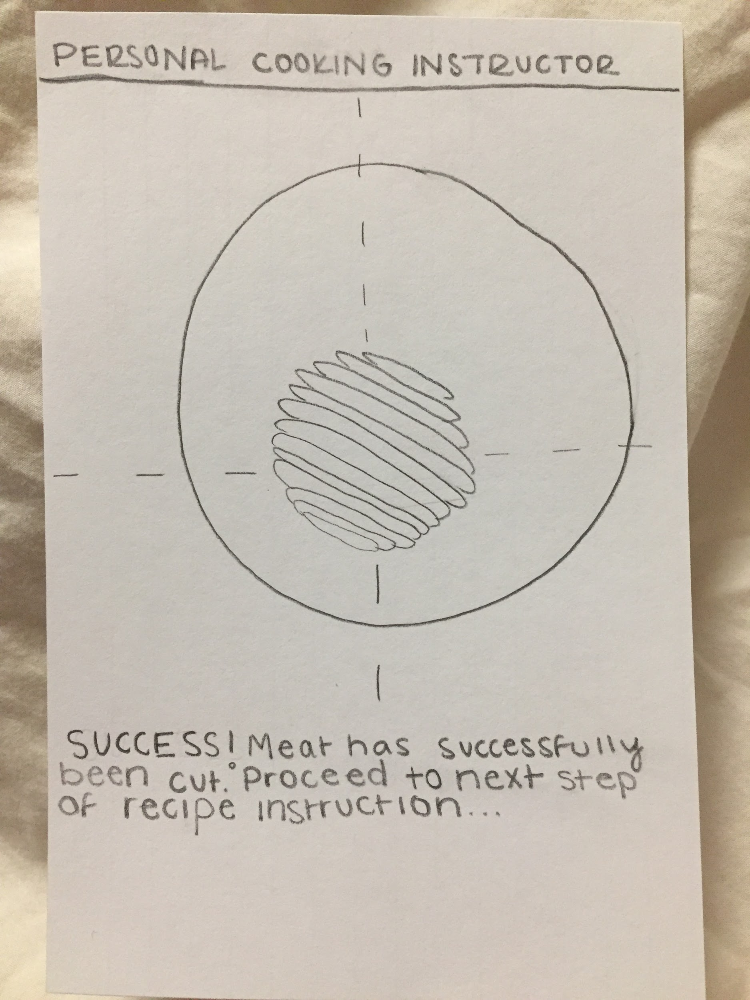 PERSONAL COOKING INSTRUCTOR
SUCCESS! Meat has successfully
been cut. Proceed to next step
of recipe instruction...